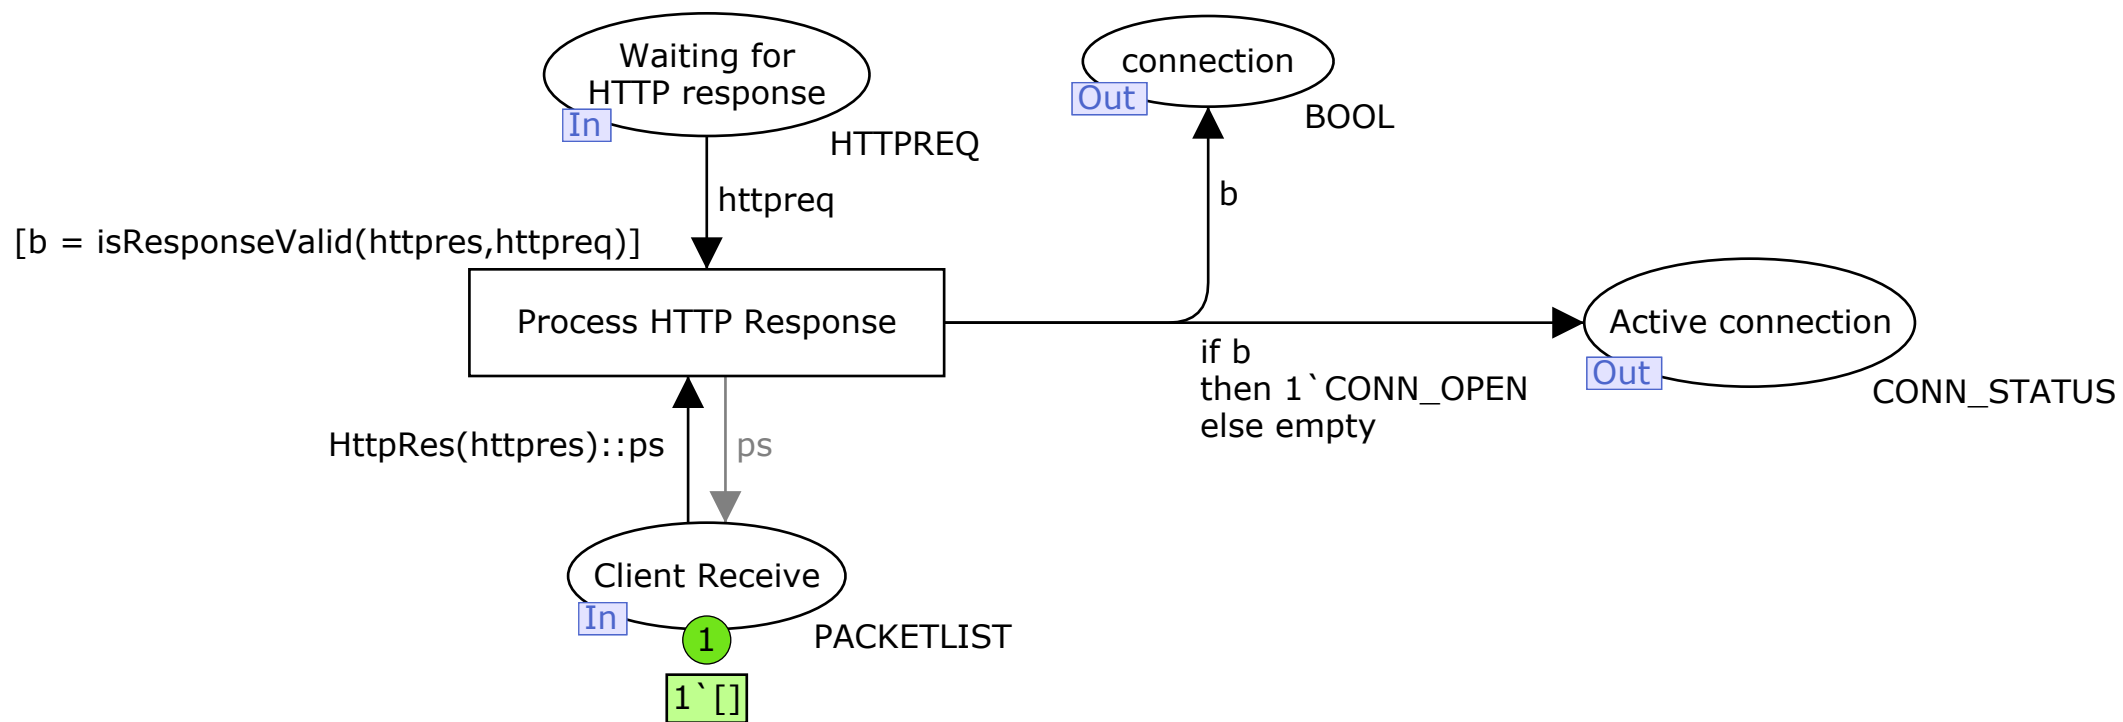 Waiting for
HTTP response
In
HTTPREQ
connection
Out
BOOL
httpreq
b
[b = isResponseValid(httpres,httpreq)]
Process HTTP Response
Active connection
Out
CONN_STATUS
if b
then 1`CONN_OPEN
else empty
HttpRes(httpres)::ps
ps
Client Receive
In
1
PACKETLIST
1`[]